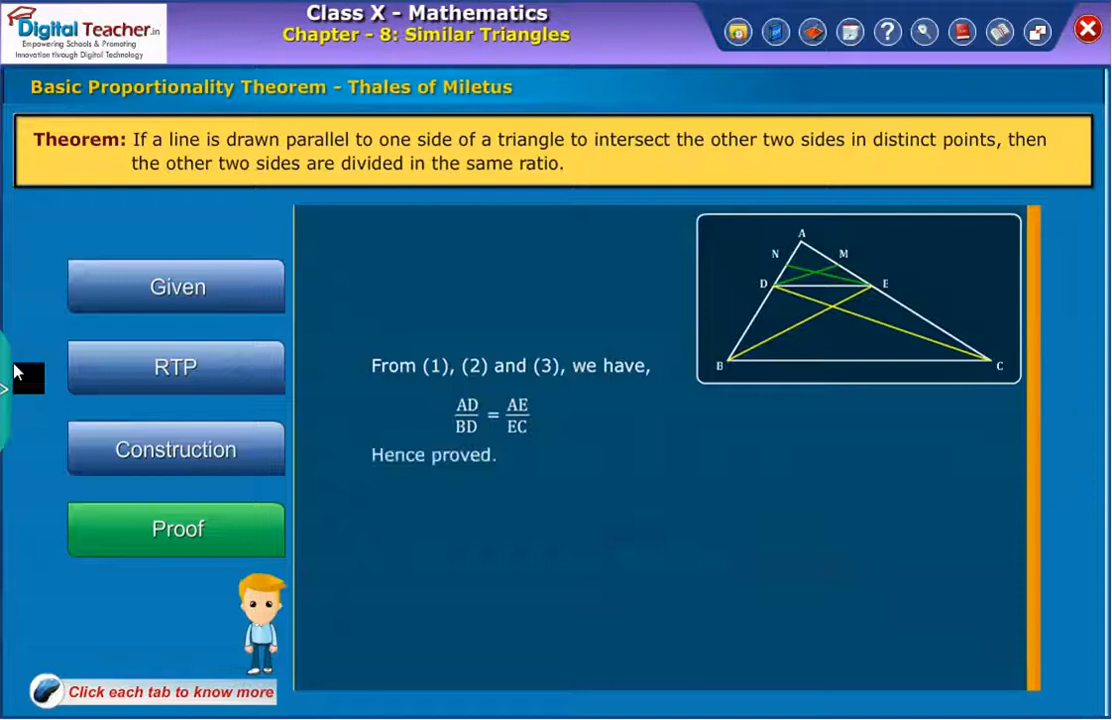 Digital Teacher.in
Empowering Schools & Promoting
Innovation through Digital Technology
Class X - Mathematics
Chapter - 8: Similar Triangles
Basic Proportionality Theorem - Thales of Miletus
Theorem: If a line is drawn parallel to one side of a triangle to intersect the other two sides in distinct points, then
the other two sides are divided in the same ratio.
Given
RTP
Construction
Proof
Click each tab to know more
From (1), (2) and (3), we have,
AD/BD = AE/EC
Hence proved.
A
N M
D E
B C